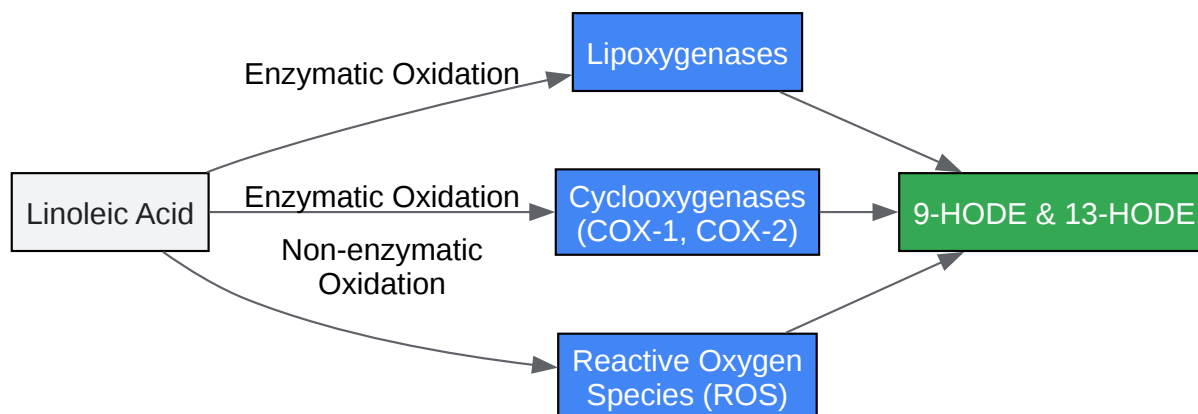 Lipoxygenases
Enzymatic Oxidation
Linoleic Acid
Enzymatic Oxidation
Cyclooxygenases
(COX-1, COX-2)
9-HODE & 13-HODE
Non-enzymatic
Oxidation
Reactive Oxygen
Species (ROS)